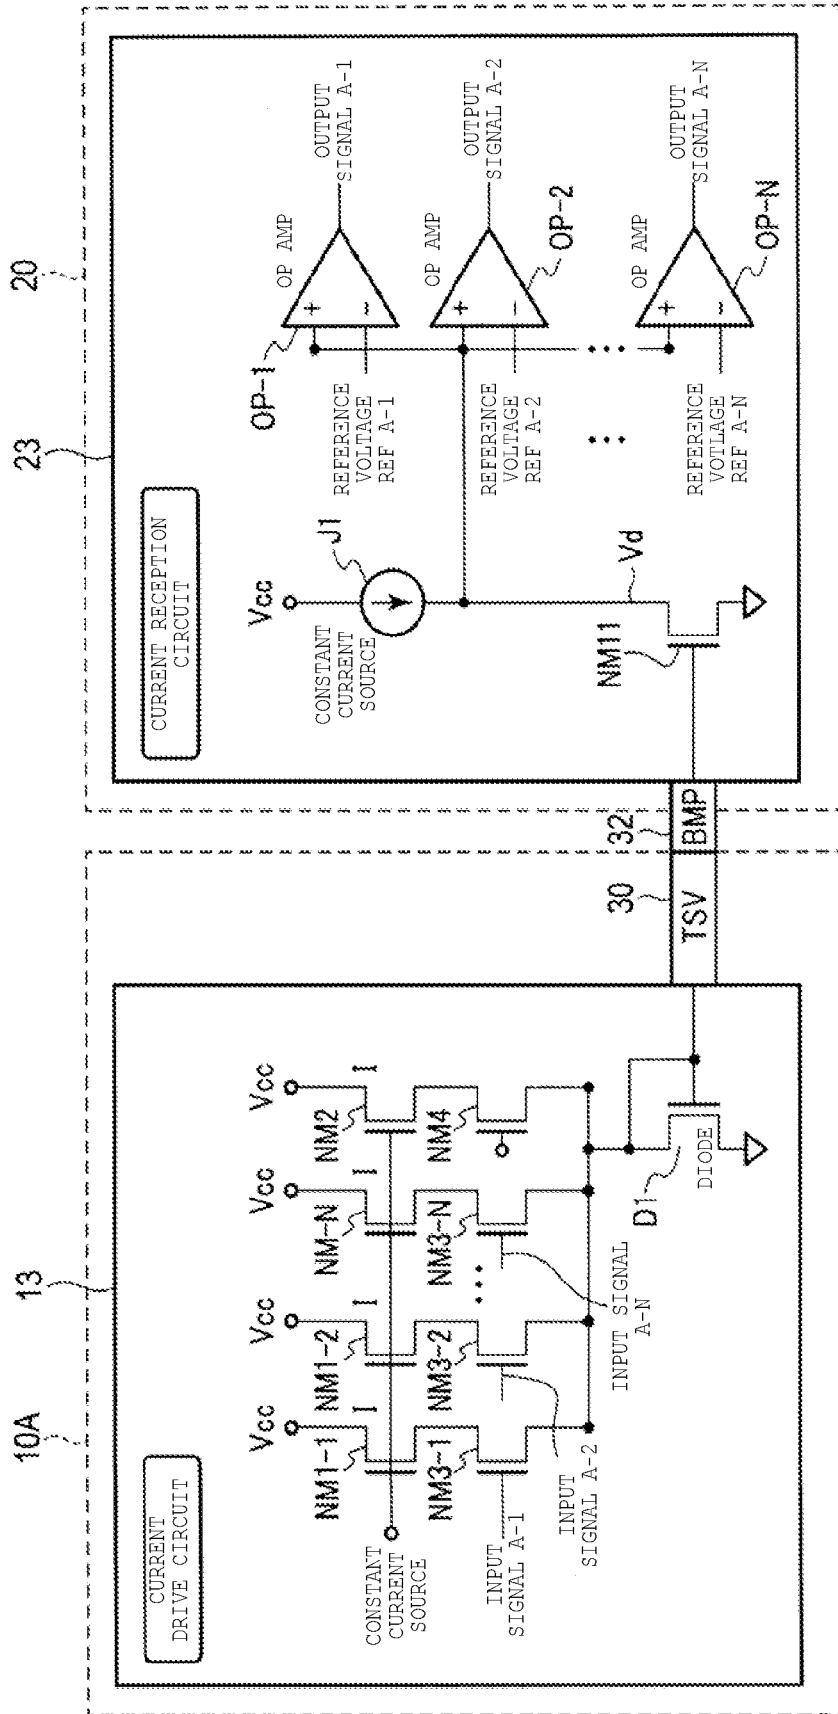 10A
13
CURRENT
DRIVE CIRCUIT
Vcc
Vcc
Vcc
Vcc
NM1-1
I
NM1-2
I
NM-N
I
NM2
I
CONSTANT
CURRENT
SOURCE
NM3-1
NM3-2
...
NM3-N
NM4
INPUT
SIGNAL A-1
INPUT
SIGNAL A-2
INPUT SIGNAL
A-N
D1
DIODE
30
TSV
32
BMP
20
23
CURRENT RECEPTION
CIRCUIT
Vcc
J1
CONSTANT
CURRENT
SOURCE
Vd
NM11
OP-1
OP AMP
+
-
OUTPUT
SIGNAL A-1
REFERENCE
VOLTAGE
REF A-1
OP AMP
+
-
OP-2
OUTPUT
SIGNAL A-2
REFERENCE
VOLTAGE
REF A-2
...
...
OP AMP
+
-
OP-N
OUTPUT
SIGNAL A-N
REFERENCE
VOTLAGE
REF A-N